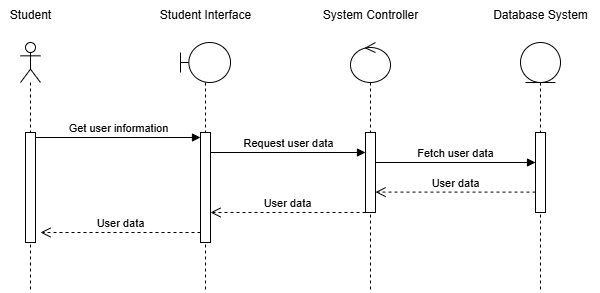 Student
Student Interface
System Controller
Database System
Get user information
Request user data
Fetch user data
User data
User data
User data